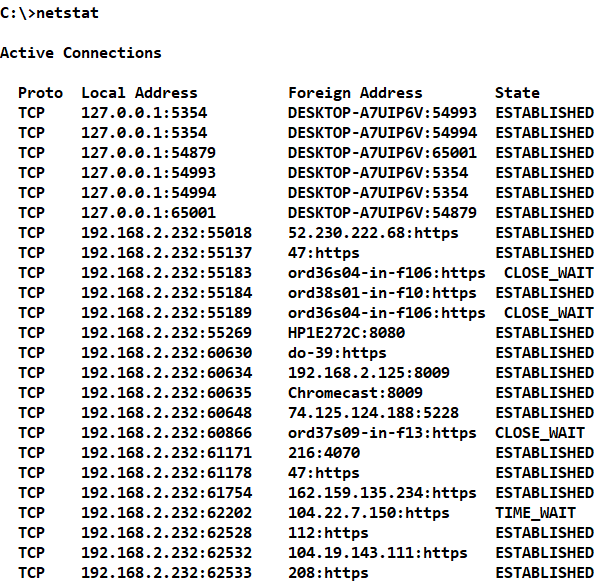 C:\>netstat
Active Connections
Proto  Local Address          Foreign Address        State
TCP    127.0.0.1:5354         DESKTOP-A7UIP6V:54993  ESTABLISHED
TCP    127.0.0.1:5354         DESKTOP-A7UIP6V:54994  ESTABLISHED
TCP    127.0.0.1:54879        DESKTOP-A7UIP6V:65001  ESTABLISHED
TCP    127.0.0.1:54993        DESKTOP-A7UIP6V:5354   ESTABLISHED
TCP    127.0.0.1:54994        DESKTOP-A7UIP6V:5354   ESTABLISHED
TCP    127.0.0.1:65001        DESKTOP-A7UIP6V:54879  ESTABLISHED
TCP    192.168.2.232:55018    52.230.222.68:https    ESTABLISHED
TCP    192.168.2.232:55137    47:https               ESTABLISHED
TCP    192.168.2.232:55183    ord36s04-in-f106:https  CLOSE_WAIT
TCP    192.168.2.232:55184    ord38s01-in-f10:https  ESTABLISHED
TCP    192.168.2.232:55189    ord36s04-in-f106:https  CLOSE_WAIT
TCP    192.168.2.232:55269    HP1E272C:8080          ESTABLISHED
TCP    192.168.2.232:60630    do-39:https            ESTABLISHED
TCP    192.168.2.232:60634    192.168.2.125:8009     ESTABLISHED
TCP    192.168.2.232:60635    Chromecast:8009        ESTABLISHED
TCP    192.168.2.232:60648    74.125.124.188:5228    ESTABLISHED
TCP    192.168.2.232:60866    ord37s09-in-f13:https  CLOSE_WAIT
TCP    192.168.2.232:61171    216:4070               ESTABLISHED
TCP    192.168.2.232:61178    47:https               ESTABLISHED
TCP    192.168.2.232:61754    162.159.135.234:https  ESTABLISHED
TCP    192.168.2.232:62202    104.22.7.150:https     TIME_WAIT
TCP    192.168.2.232:62528    112:https              ESTABLISHED
TCP    192.168.2.232:62532    104.19.143.111:https   ESTABLISHED
TCP    192.168.2.232:62533    208:https              ESTABLISHED